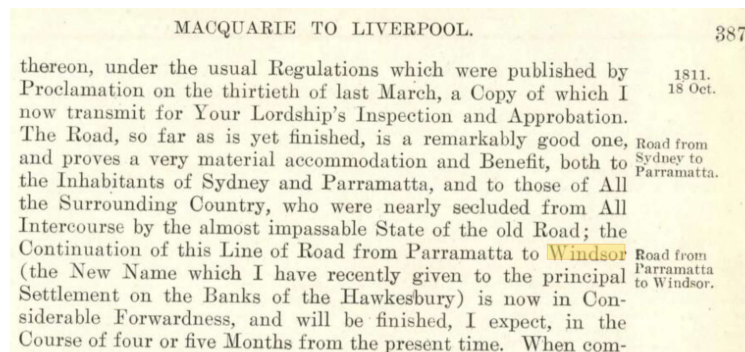 MACQUARIE TO LIVERPOOL.
387
thereon, under the usual Regulations which were published by
Proclamation on the thirtieth of last March, a Copy of which I
now transmit for Your Lordship's Inspection and Approbation.
The Road, so far as is yet finished, is a remarkably good one,
and proves a very material accommodation and Benefit, both to
the Inhabitants of Sydney and Parramatta, and to those of All
the Surrounding Country, who were nearly secluded from All
Intercourse by the almost impassable State of the old Road; the
Continuation of this Line of Road from Parramatta to Windsor
(the New Name which I have recently given to the principal
Settlement on the Banks of the Hawkesbury) is now in Con-
siderable Forwardness, and will be finished, I expect, in the
Course of four or five Months from the present time. When com-
1811.
18 Oct.
Road from
Sydney to
Parramatta.
Road from
Parramatta
to Windsor.